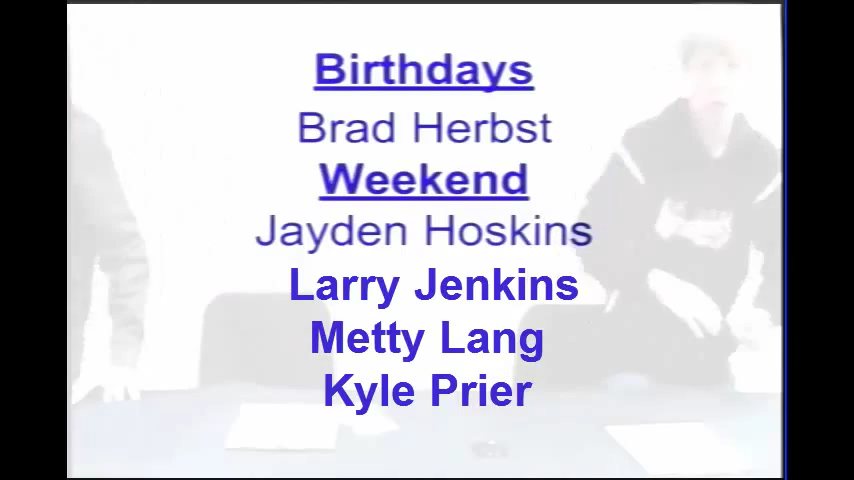 Birthdays
Brad Herbst
Weekend
Jayden Hoskins
Larry Jenkins
Metty Lang
Kyle Prier